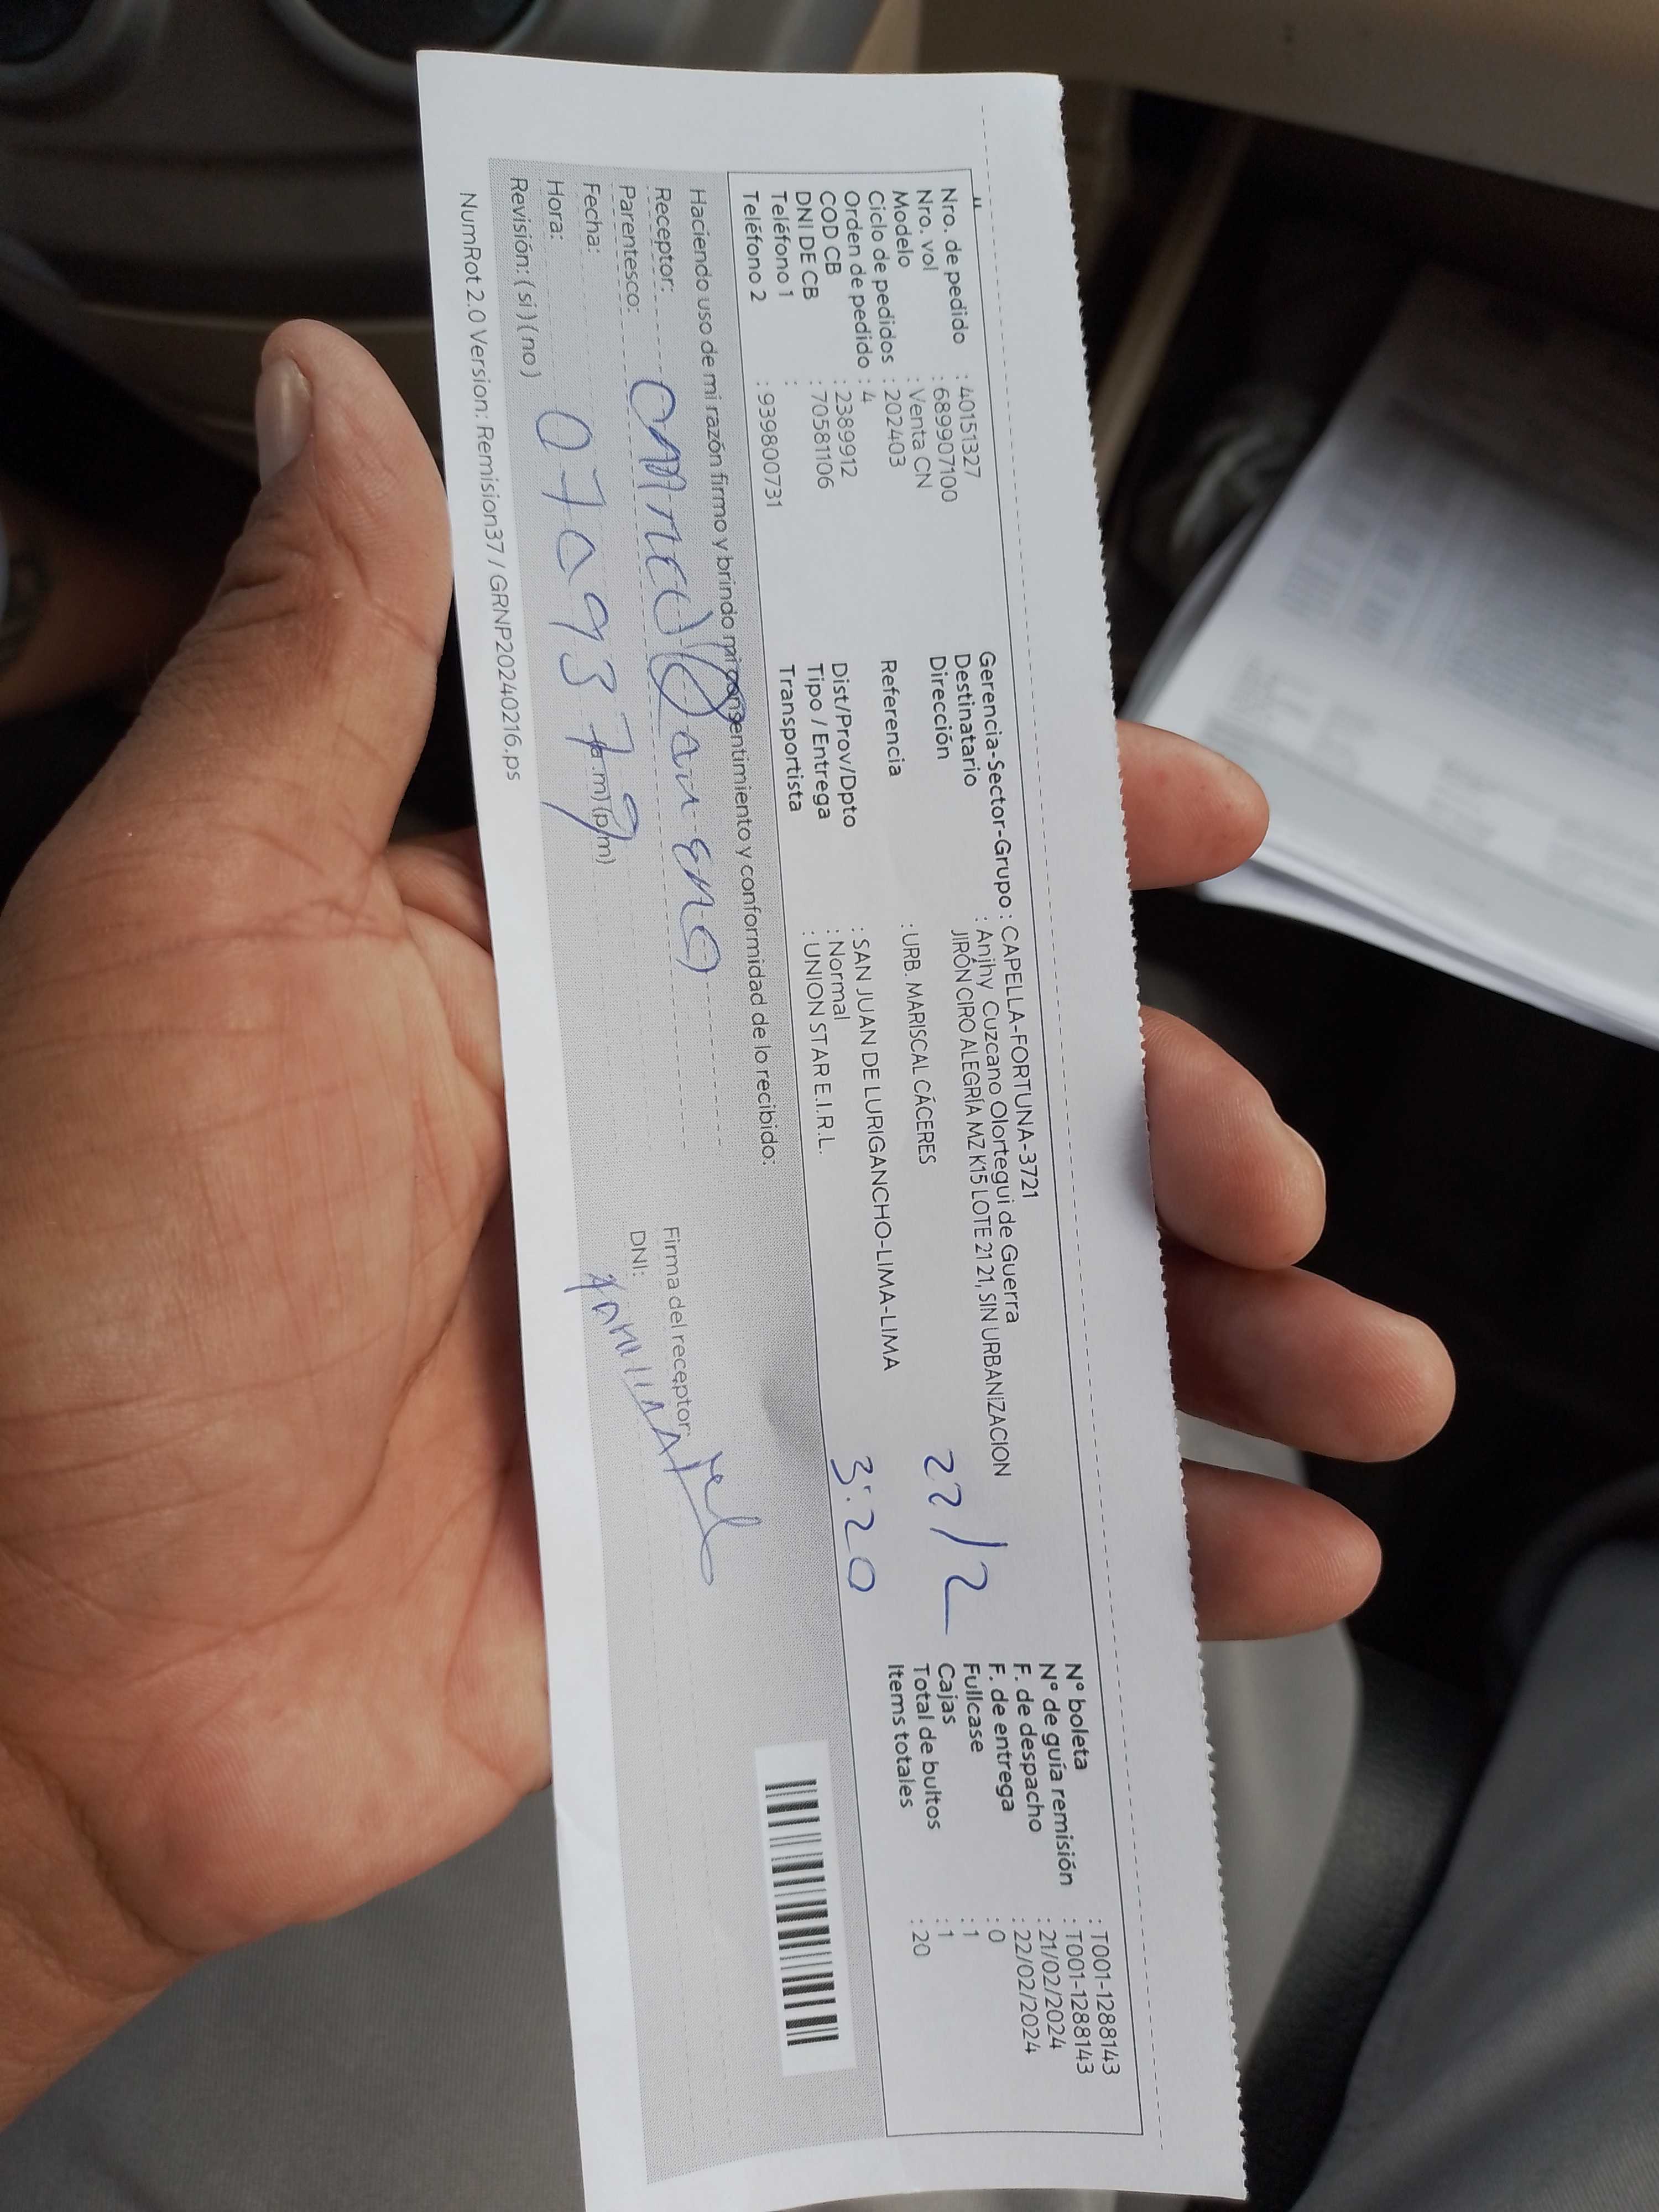 Nro. de pedido : 40151327
Nro. vol : 689907100
Modelo : Venta CN
Ciclo de pedidos : 202403
Orden de pedido : 4
COD CB : 2389912
DNI DE CB : 70581106
Teléfono 1 :
Teléfono 2 : 939800731
Gerencia-Sector-Grupo : CAPELLA-FORTUNA-3721
Destinatario : Anjhy Cuzcano Olortegui de Guerra
Dirección JIRÓN CIRO ALEGRÍA MZ K15 LOTE 21 21, SIN URBANIZACION
Referencia : URB. MARISCAL CÁCERES
Dist/Prov/Dpto : SAN JUAN DE LURIGANCHO-LIMA-LIMA
Tipo / Entrega : Normal
Transportista : UNION STAR E.I.R.L.
22/2
3:20
N° boleta : T001-1288143
N° de guía remisión : T001-1288143
F. de despacho : 21/02/2024
F. de entrega : 22/02/2024
Fullcase : 0
Cajas : 1
Total de bultos : 1
Items totales : 20
Haciendo uso de mi razón firmo y brindo mi consentimiento y conformidad de lo recibido:
Receptor:
Parentesco:
Fecha:
Hora: (a.m) (p.m)
Revisión: ( si ) ( no )
Firma del receptor:
DNI:
NumRot 2.0 Version: Remision37 / GRNP20240216.ps